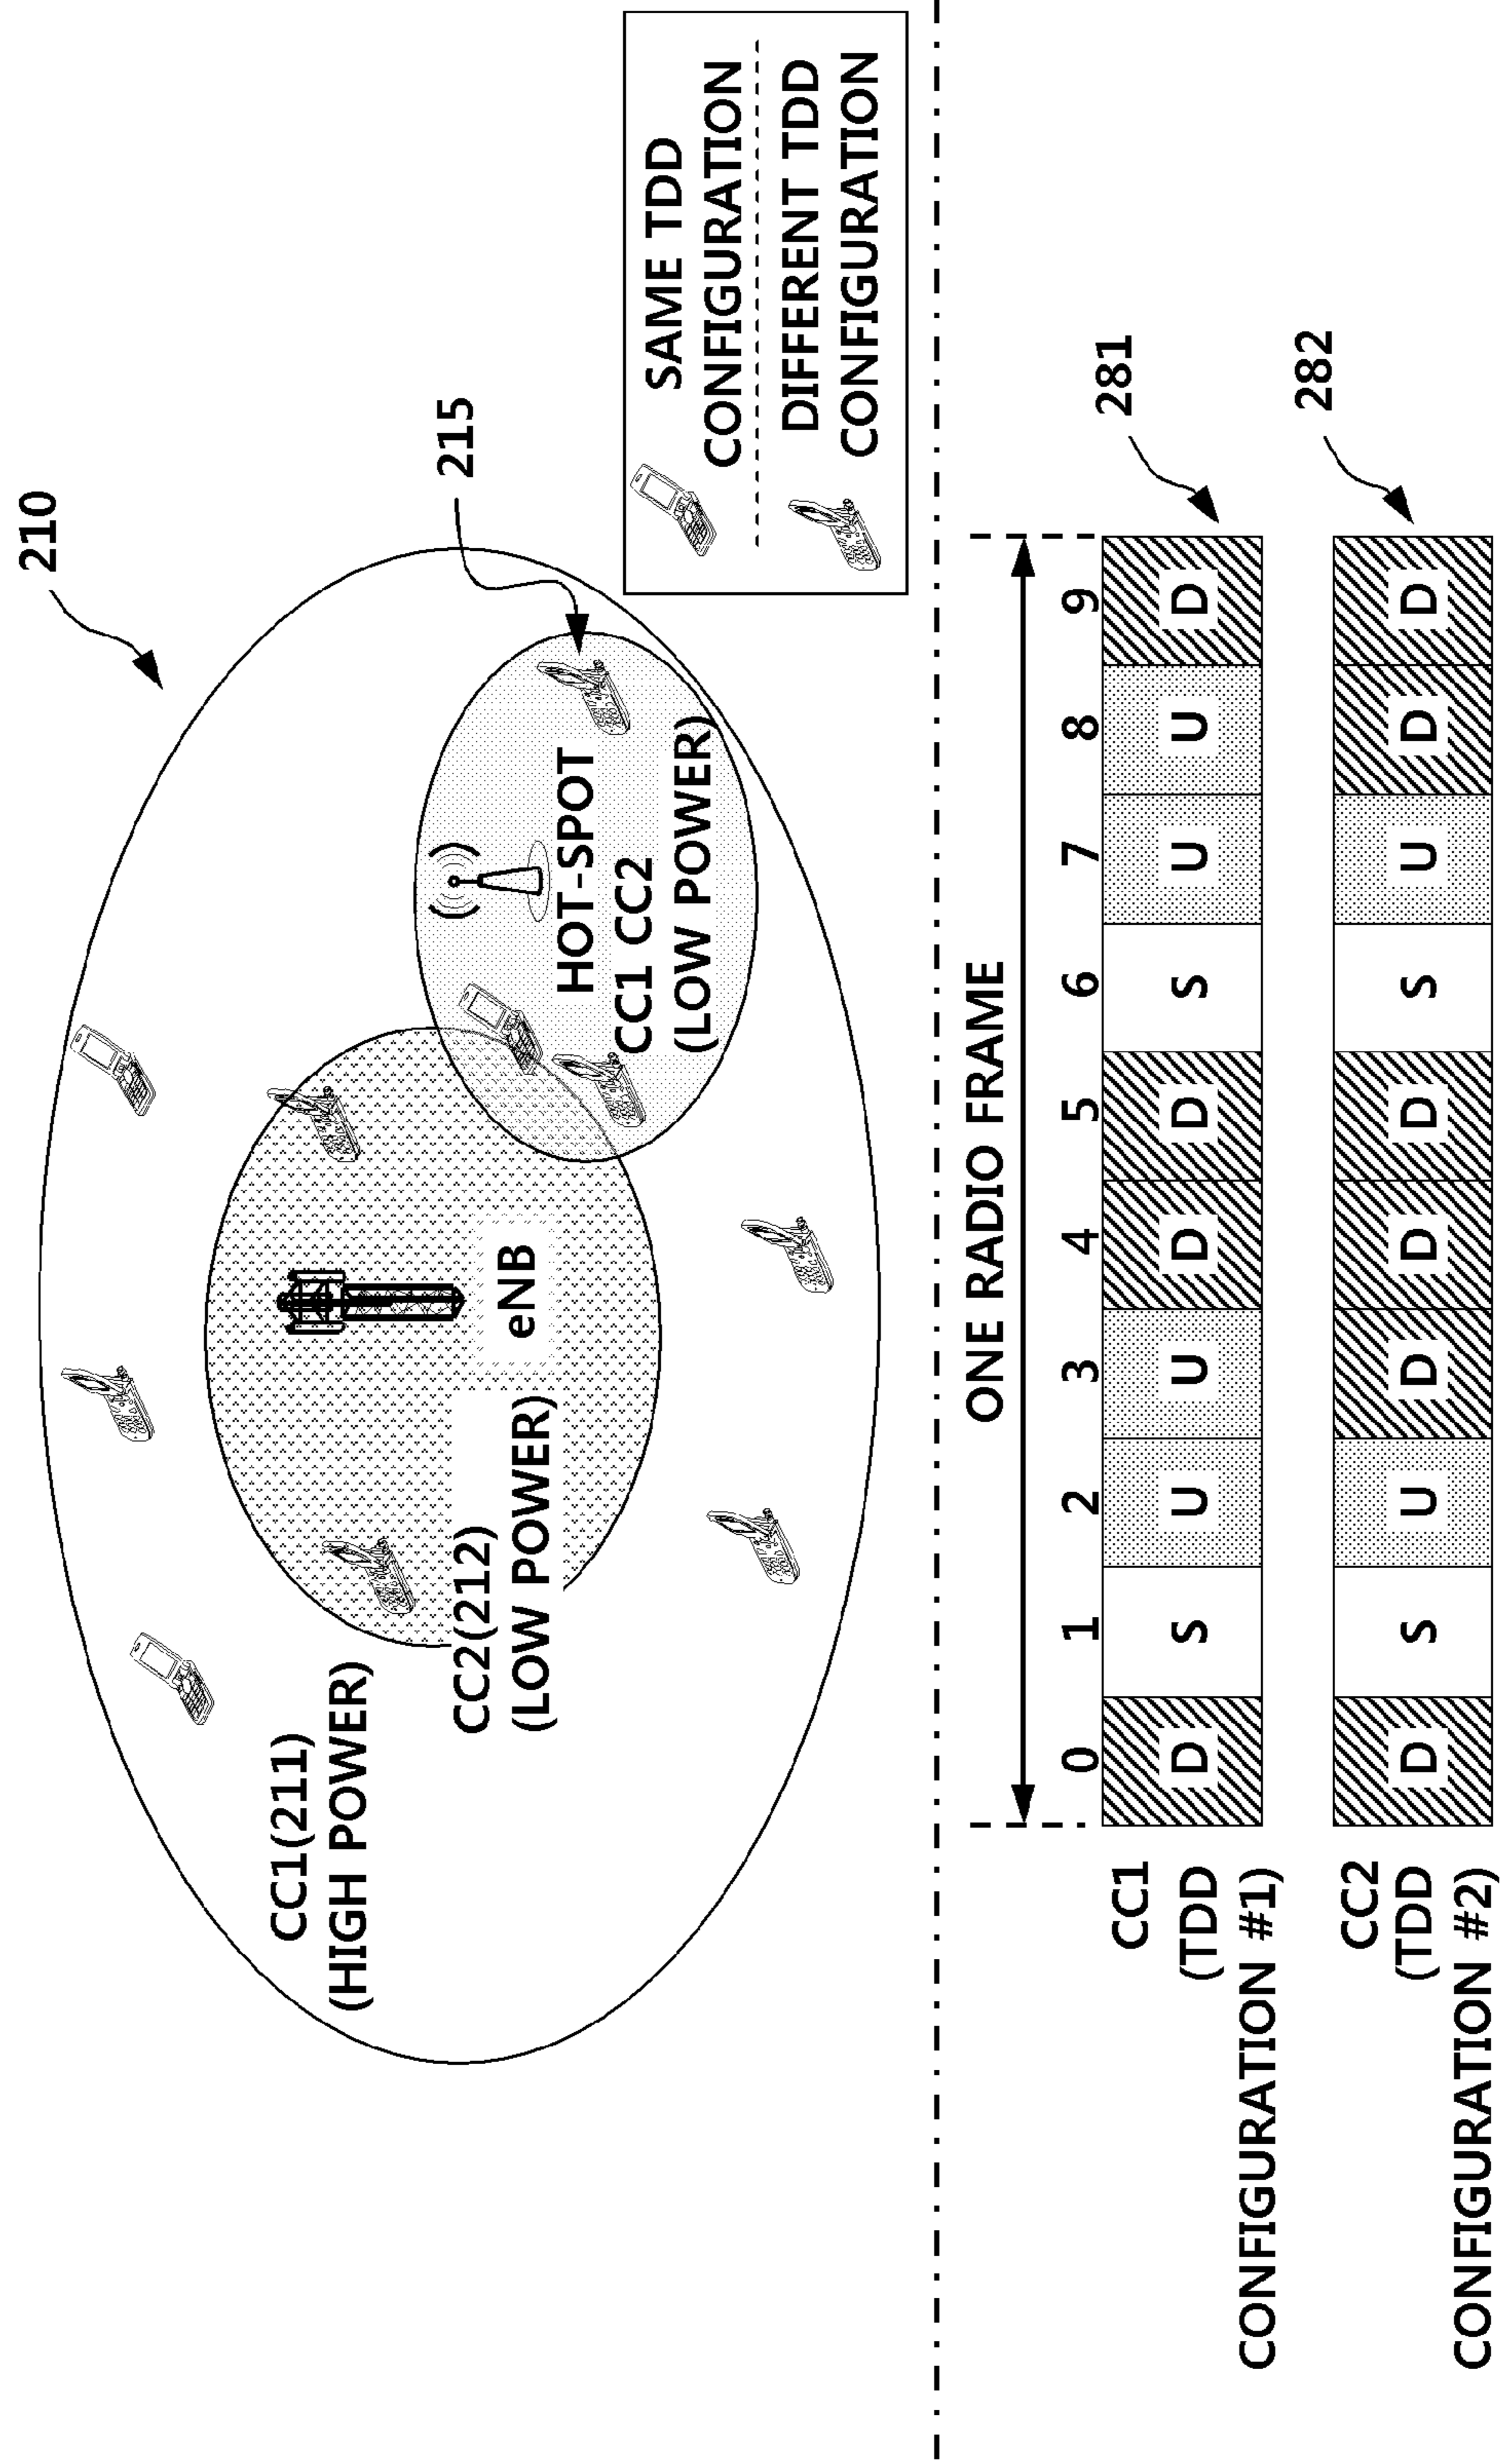 210
215
CC1(211)
(HIGH POWER)
CC2(212)
(LOW POWER)
eNB
HOT-SPOT
CC1 CC2
(LOW POWER)
SAME TDD
CONFIGURATION
DIFFERENT TDD
CONFIGURATION
ONE RADIO FRAME
0 1 2 3 4 5 6 7 8 9
281
CC1
(TDD
CONFIGURATION #1)
D S U U D D S U U D
282
CC2
(TDD
CONFIGURATION #2)
D S U D D D S U D D